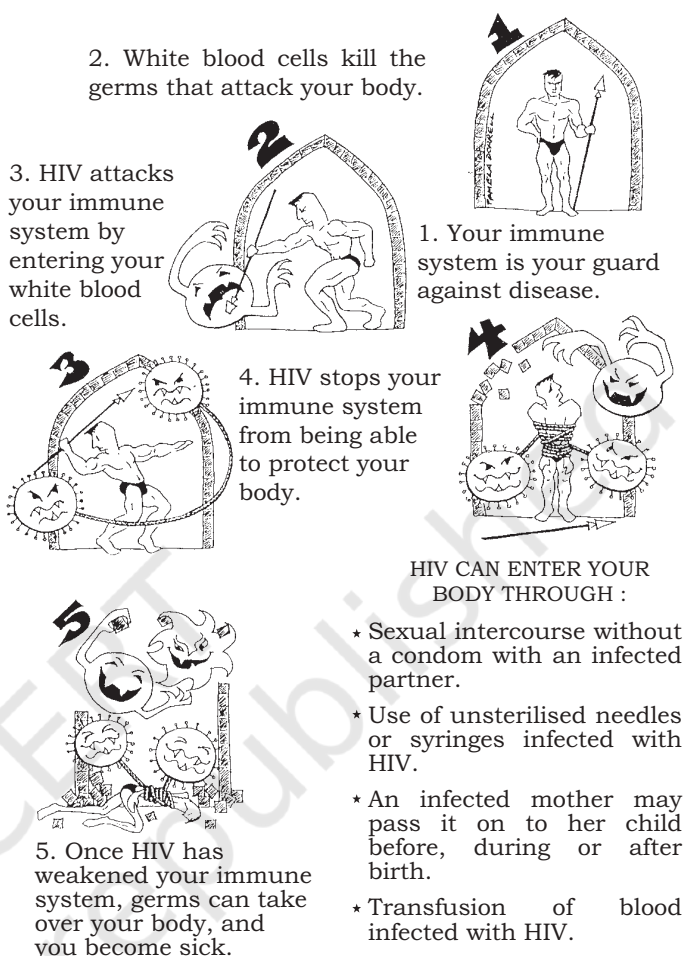 1
1. Your immune
system is your guard
against disease.
2. White blood cells kill the
germs that attack your body.
2
3. HIV attacks
your immune
system by
entering your
white blood
cells.
3
4. HIV stops your
immune system
from being able
to protect your
body.
4
5
5. Once HIV has
weakened your immune
system, germs can take
over your body, and
you become sick.
HIV CAN ENTER YOUR
BODY THROUGH :
★ Sexual intercourse without
a condom with an infected
partner.
★ Use of unsterilised needles
or syringes infected with
HIV.
★ An infected mother may
pass it on to her child
before, during or after
birth.
★ Transfusion of blood
infected with HIV.